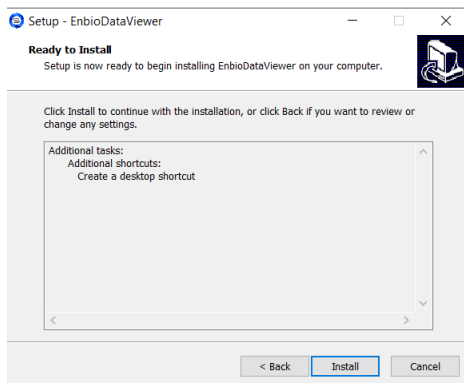 Setup - EnbioDataViewer
Ready to Install
Setup is now ready to begin installing EnbioDataViewer on your computer.
Click Install to continue with the installation, or click Back if you want to review or
change any settings.
Additional tasks:
Additional shortcuts:
Create a desktop shortcut
< Back
Install
Cancel